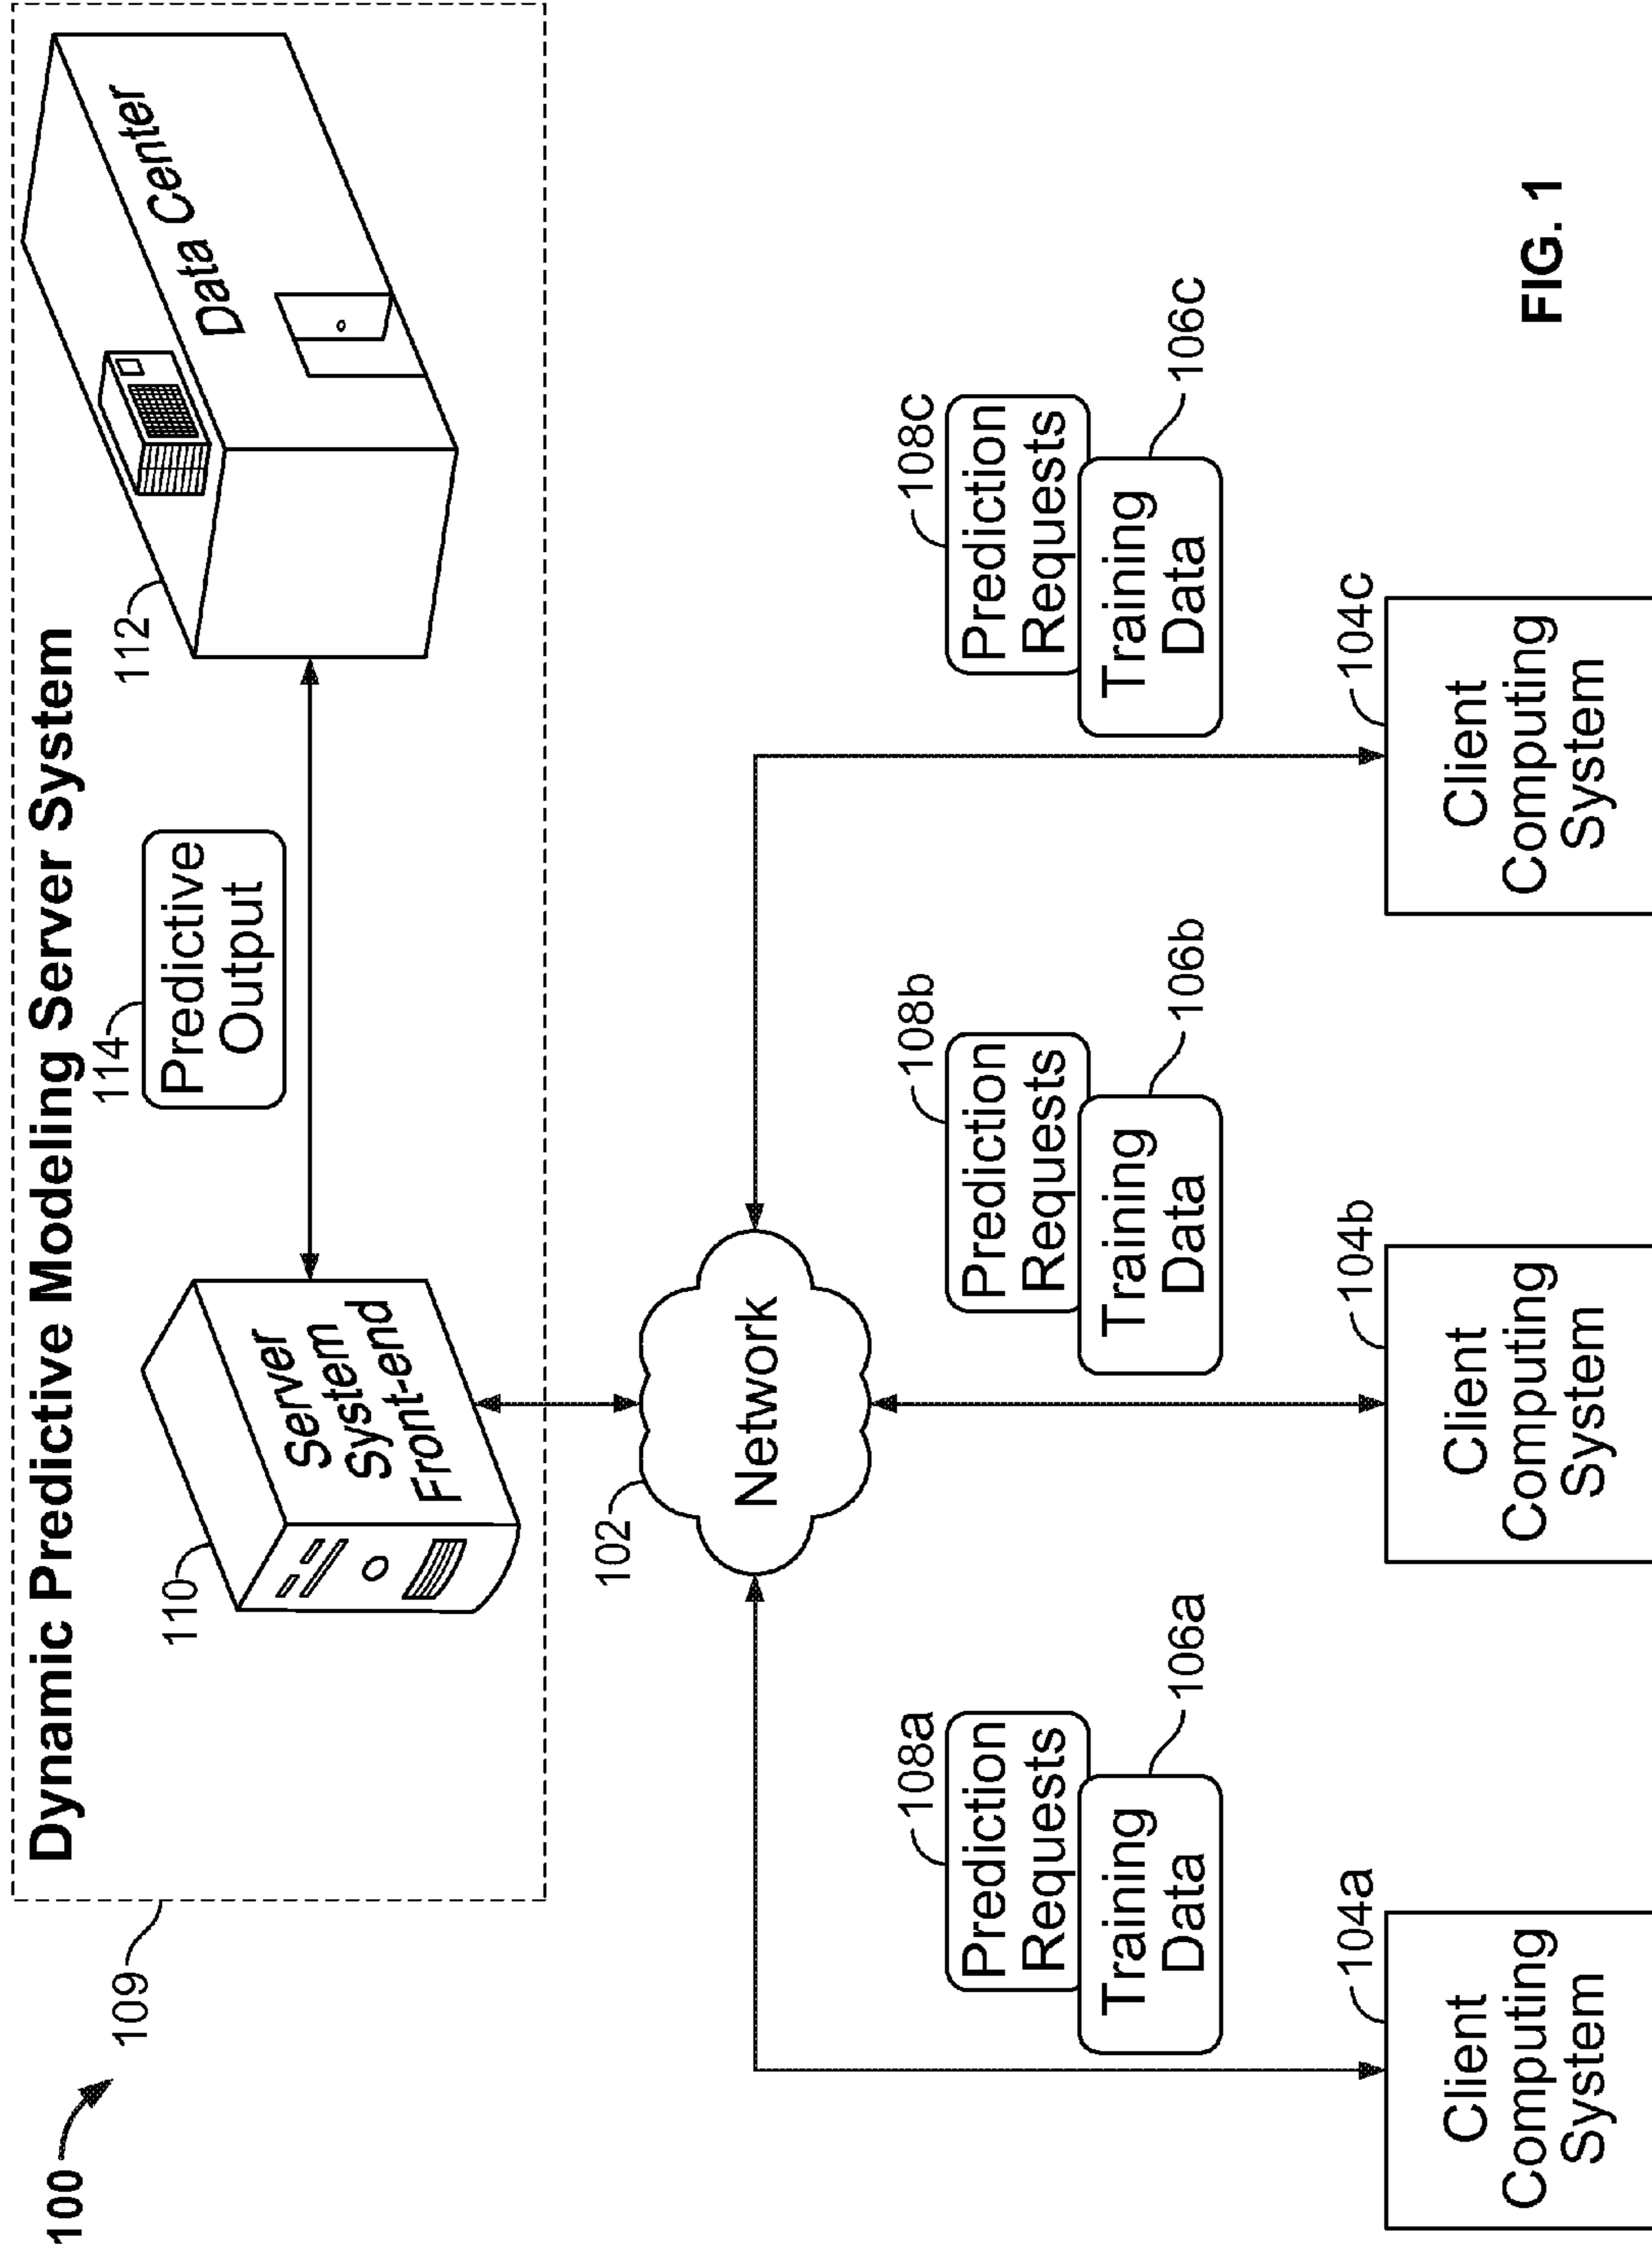 100
109
Dynamic Predictive Modeling Server System
114
112
110
Predictive
Output
Server
System
Front-end
Data Center
102
Network
108a
Prediction
Requests
Training
Data
106a
108b
Prediction
Requests
Training
Data
106b
108c
Prediction
Requests
Training
Data
106c
104a
Client
Computing
System
104b
Client
Computing
System
104c
Client
Computing
System
FIG. 1